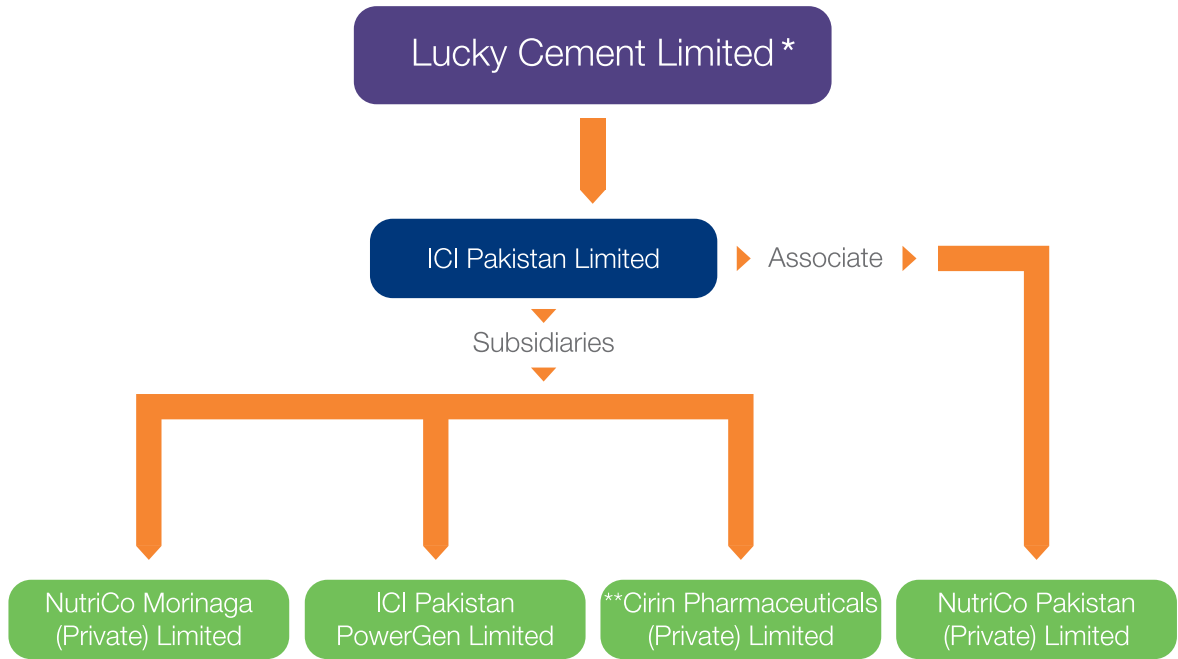 Lucky Cement Limited*
ICI Pakistan Limited
Associate
Subsidiaries
NutriCo Morinaga
(Private) Limited
ICI Pakistan
PowerGen Limited
**Cirin Pharmaceuticals
(Private) Limited
NutriCo Pakistan
(Private) Limited